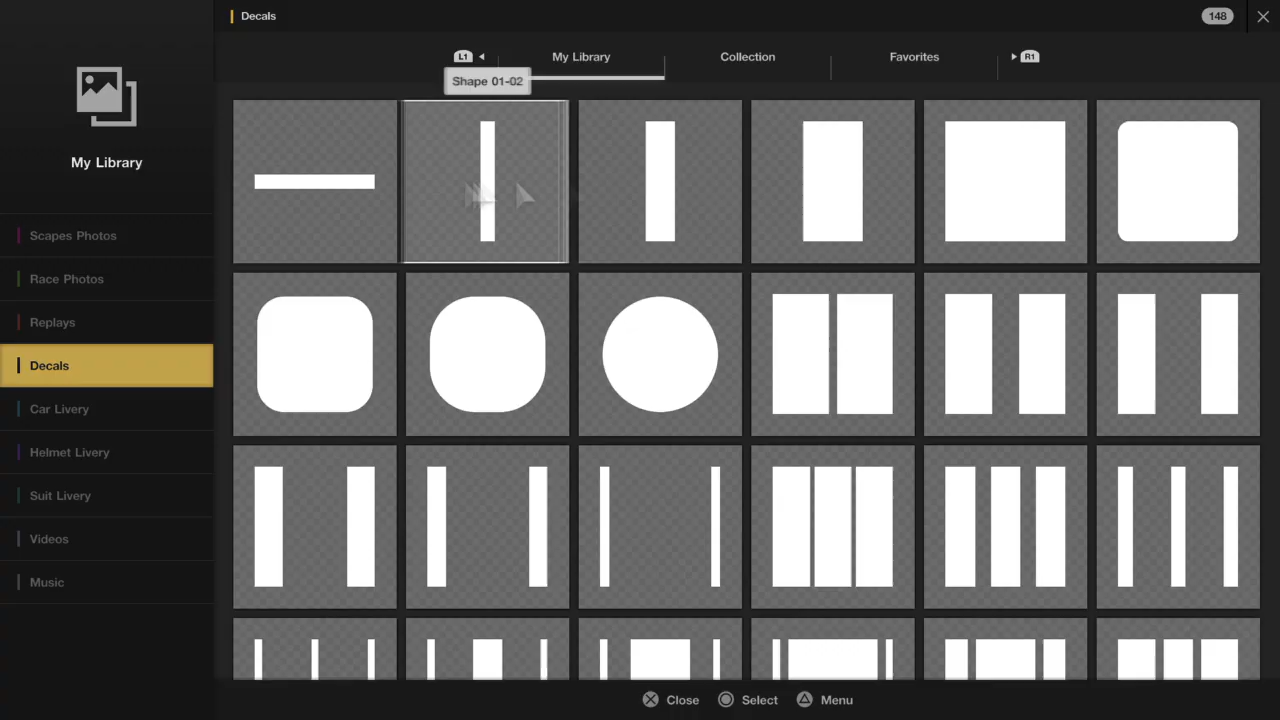 Decals
148
L1
My Library
Collection
Favorites
R1
Shape 01-02
My Library
Scapes Photos
Race Photos
Replays
Decals
Car Livery
Helmet Livery
Suit Livery
Videos
Music
Close
Select
Menu